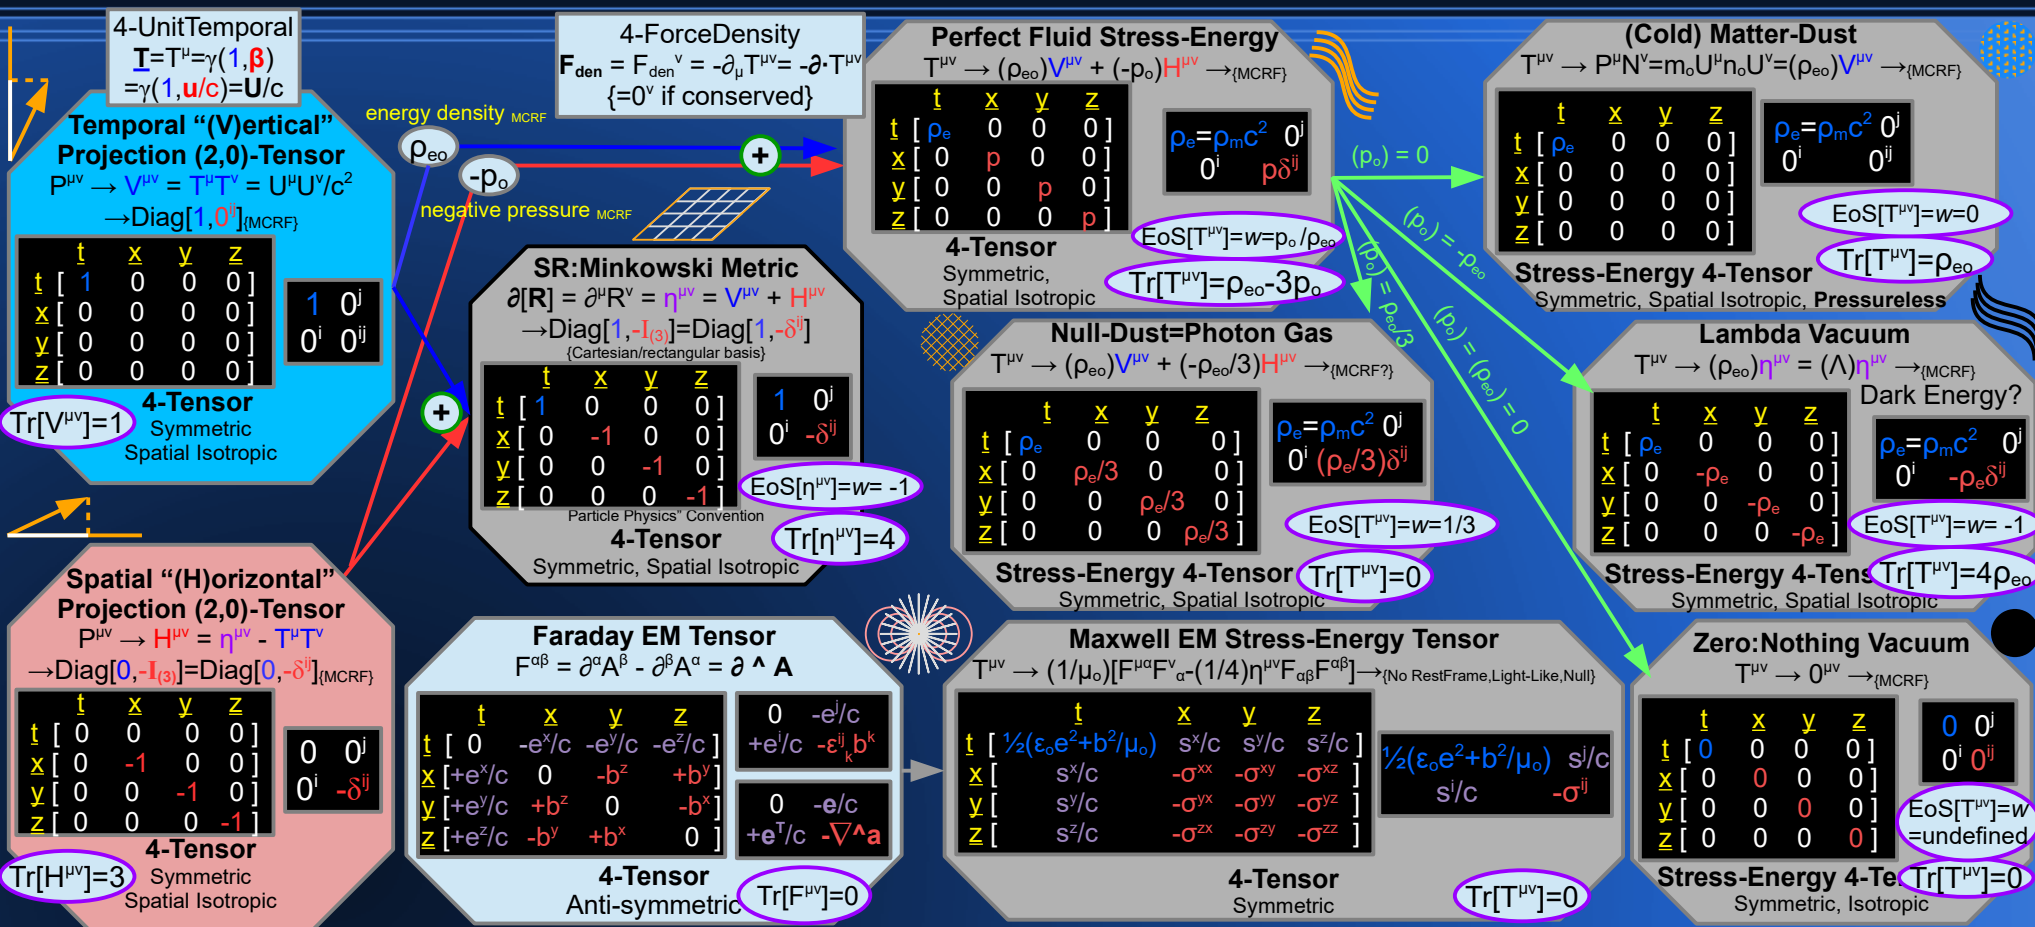 4-UnitTemporal
T=Tᵘ=γ(1,β)
=γ(1,u/c)=U/c
Temporal “(V)ertical”
Projection (2,0)-Tensor
P^μν → V^μν = T^μT^ν = U^μU^ν/c²
→Diag[1,0^ij]{MCRF}
t x y z
t [ 1 0 0 0 ]
x [ 0 0 0 0 ]
y [ 0 0 0 0 ]
z [ 0 0 0 0 ]
1 0^j
0^i 0^ij
4-Tensor
Symmetric
Spatial Isotropic
Tr[V^μν]=1
Spatial “(H)orizontal”
Projection (2,0)-Tensor
P^μν → H^μν = η^μν - T^μT^ν
→Diag[0,-I(3)]=Diag[0,-δ^ij]{MCRF}
t x y z
t [ 0 0 0 0 ]
x [ 0 -1 0 0 ]
y [ 0 0 -1 0 ]
z [ 0 0 0 -1 ]
0 0^j
0^i -δ^ij
4-Tensor
Symmetric
Spatial Isotropic
Tr[H^μν]=3
4-ForceDensity
F_den = F_den^ν = -∂_μT^μν = -∂·T^μν
{=0^ν if conserved}
energy density MCRF
ρ_eo
-p_o
negative pressure MCRF
+
+
SR:Minkowski Metric
∂[R] = ∂^μR^ν = η^μν = V^μν + H^μν
→Diag[1,-I(3)]=Diag[1,-δ^ij]
{Cartesian/rectangular basis}
t x y z
t [ 1 0 0 0 ]
x [ 0 -1 0 0 ]
y [ 0 0 -1 0 ]
z [ 0 0 0 -1 ]
1 0^j
0^i -δ^ij
EoS[η^μν]=w= -1
Particle Physics” Convention
4-Tensor
Symmetric, Spatial Isotropic
Tr[η^μν]=4
Faraday EM Tensor
F^αβ = ∂^αA^β - ∂^βA^α = ∂ ^ A
t x y z
t [ 0 -e^x/c -e^y/c -e^z/c ]
x [+e^x/c 0 -b^z +b^y ]
y [+e^y/c +b^z 0 -b^x ]
z [+e^z/c -b^y +b^x 0 ]
0 -e^j/c
+e^i/c -ε^ij_k b^k
0 -e/c
+e^T/c -∇^a
4-Tensor
Anti-symmetric
Tr[F^μν]=0
Perfect Fluid Stress-Energy
T^μν → (ρ_eo)V^μν + (-p_o)H^μν →{MCRF}
t x y z
t [ρ_e 0 0 0 ]
x [ 0 p 0 0 ]
y [ 0 0 p 0 ]
z [ 0 0 0 p ]
ρ_e=ρ_mc² 0^j
0^i pδ^ij
EoS[T^μν]=w=p_o/ρ_eo
4-Tensor
Symmetric,
Spatial Isotropic
Tr[T^μν]=ρ_eo-3p_o
(p_o) = 0
(p_o) = -ρ_eo
(p_o) = ρ_eo/3
(p_o) = (ρ_eo) = 0
(Cold) Matter-Dust
T^μν → P^μN^ν=m_oU^μn_oU^ν=(ρ_eo)V^μν →{MCRF}
t x y z
t [ρ_e 0 0 0 ]
x [ 0 0 0 0 ]
y [ 0 0 0 0 ]
z [ 0 0 0 0 ]
ρ_e=ρ_mc² 0^j
0^i 0^ij
EoS[T^μν]=w=0
Tr[T^μν]=ρ_eo
Stress-Energy 4-Tensor
Symmetric, Spatial Isotropic, Pressureless
Null-Dust=Photon Gas
T^μν → (ρ_eo)V^μν + (-ρ_eo/3)H^μν →{MCRF?}
t x y z
t [ρ_e 0 0 0 ]
x [ 0 ρ_e/3 0 0 ]
y [ 0 0 ρ_e/3 0 ]
z [ 0 0 0 ρ_e/3 ]
ρ_e=ρ_mc² 0^j
0^i (ρ_e/3)δ^ij
EoS[T^μν]=w=1/3
Stress-Energy 4-Tensor
Symmetric, Spatial Isotropic
Tr[T^μν]=0
Lambda Vacuum
T^μν → (ρ_eo)η^μν = (Λ)η^μν →{MCRF}
Dark Energy?
t x y z
t [ρ_e 0 0 0 ]
x [ 0 -ρ_e 0 0 ]
y [ 0 0 -ρ_e 0 ]
z [ 0 0 0 -ρ_e ]
ρ_e=ρ_mc² 0^j
0^i -ρ_eδ^ij
EoS[T^μν]=w= -1
Stress-Energy 4-Tens
Symmetric, Spatial Isotropic
Tr[T^μν]=4ρ_eo
Maxwell EM Stress-Energy Tensor
T^μν → (1/μ_o)[F^μαF^ν_α-(1/4)η^μνF_αβF^αβ]→{No RestFrame,Light-Like,Null}
t x y z
t [ ½(ε_oe²+b²/μ_o) s^x/c s^y/c s^z/c ]
x [ s^x/c -σ^xx -σ^xy -σ^xz ]
y [ s^y/c -σ^yx -σ^yy -σ^yz ]
z [ s^z/c -σ^zx -σ^zy -σ^zz ]
½(ε_oe²+b²/μ_o) s^j/c
s^i/c -σ^ij
4-Tensor
Symmetric
Tr[T^μν]=0
Zero:Nothing Vacuum
T^μν → 0^μν →{MCRF}
t x y z
t [ 0 0 0 0 ]
x [ 0 0 0 0 ]
y [ 0 0 0 0 ]
z [ 0 0 0 0 ]
0 0^j
0^i 0^ij
EoS[T^μν]=w
=undefined
Stress-Energy 4-Te
Symmetric, Isotropic
Tr[T^μν]=0